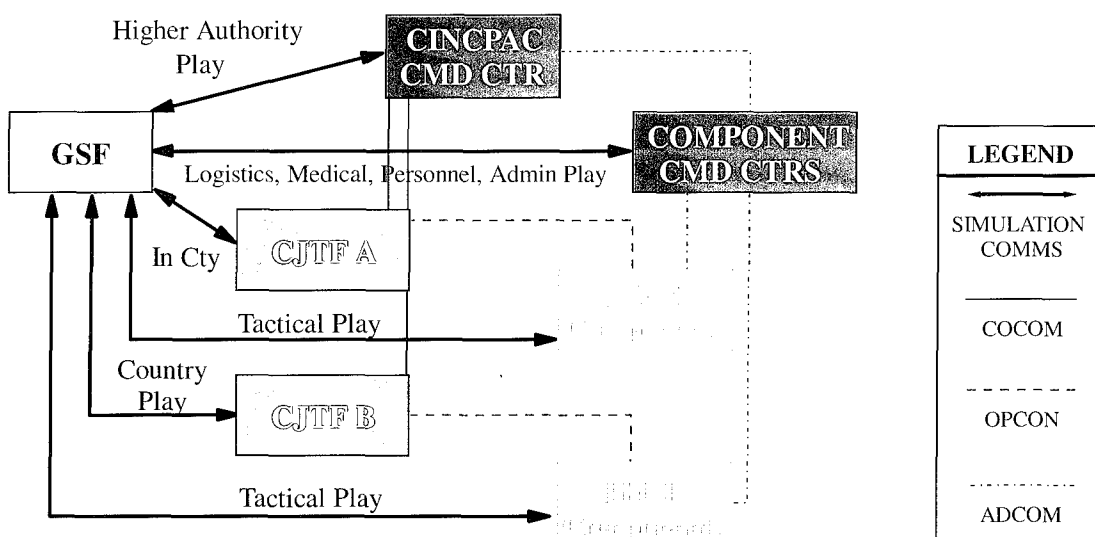 Higher Authority
Play
CINCPAC
CMD CTR
GSF
COMPONENT
CMD CTRS
Logistics, Medical, Personnel, Admin Play
In Cty
CJTF A
Tactical Play
Country
Play
CJTF B
Tactical Play
LEGEND
SIMULATION
COMMS
COCOM
OPCON
ADCOM